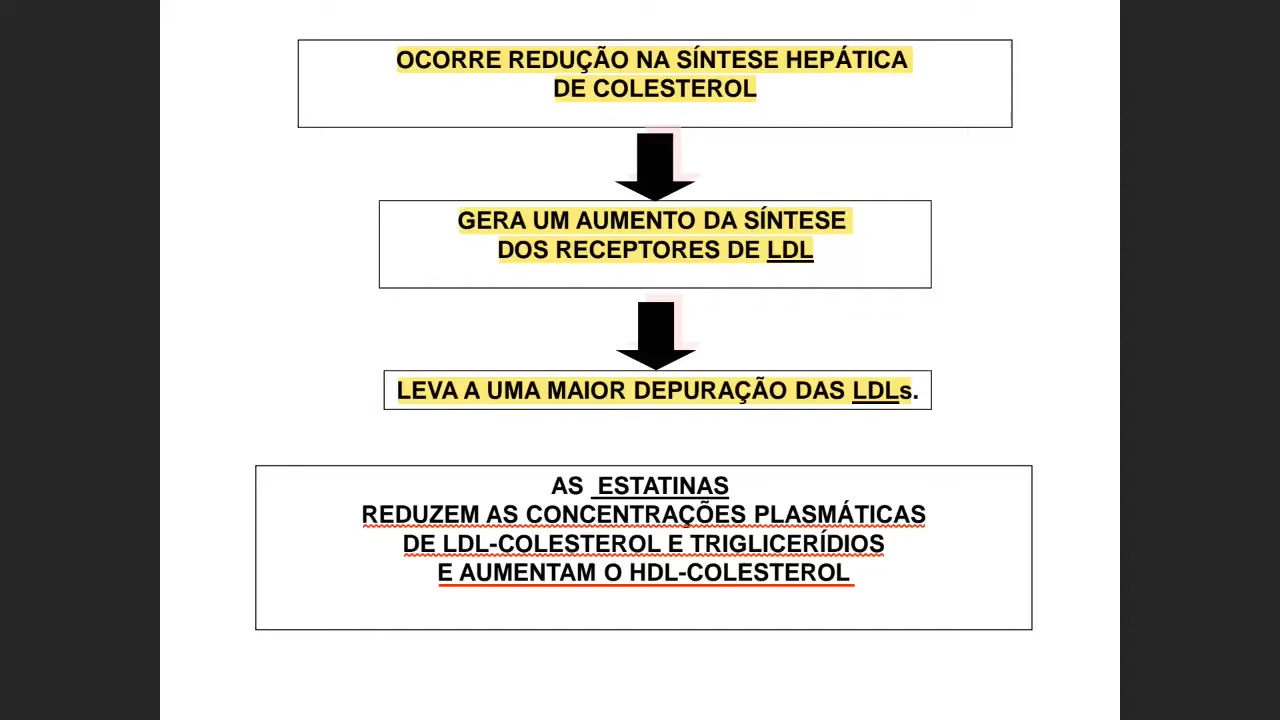 OCORRE REDUÇÃO NA SÍNTESE HEPÁTICA
DE COLESTEROL
GERA UM AUMENTO DA SÍNTESE
DOS RECEPTORES DE LDL
LEVA A UMA MAIOR DEPURAÇÃO DAS LDLs.
AS ESTATINAS
REDUZEM AS CONCENTRAÇÕES PLASMÁTICAS
DE LDL-COLESTEROL E TRIGLICERÍDIOS
E AUMENTAM O HDL-COLESTEROL